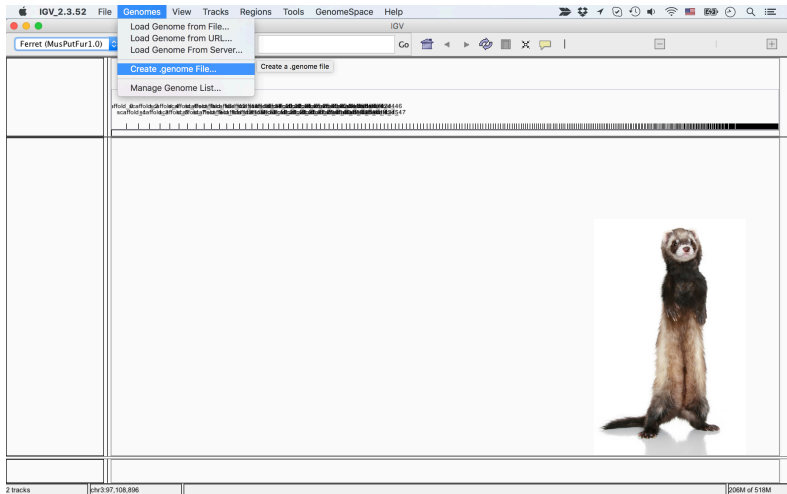 IGV_2.3.52 File Genomes View Tracks Regions Tools GenomeSpace Help
IGV
Load Genome from File...
Load Genome from URL...
Load Genome From Server...
Create .genome File...
Manage Genome List...
Create a .genome file
Ferret (MusPutFur1.0)
Go
2 tracks
chr3:97,108,896
206M of 518M